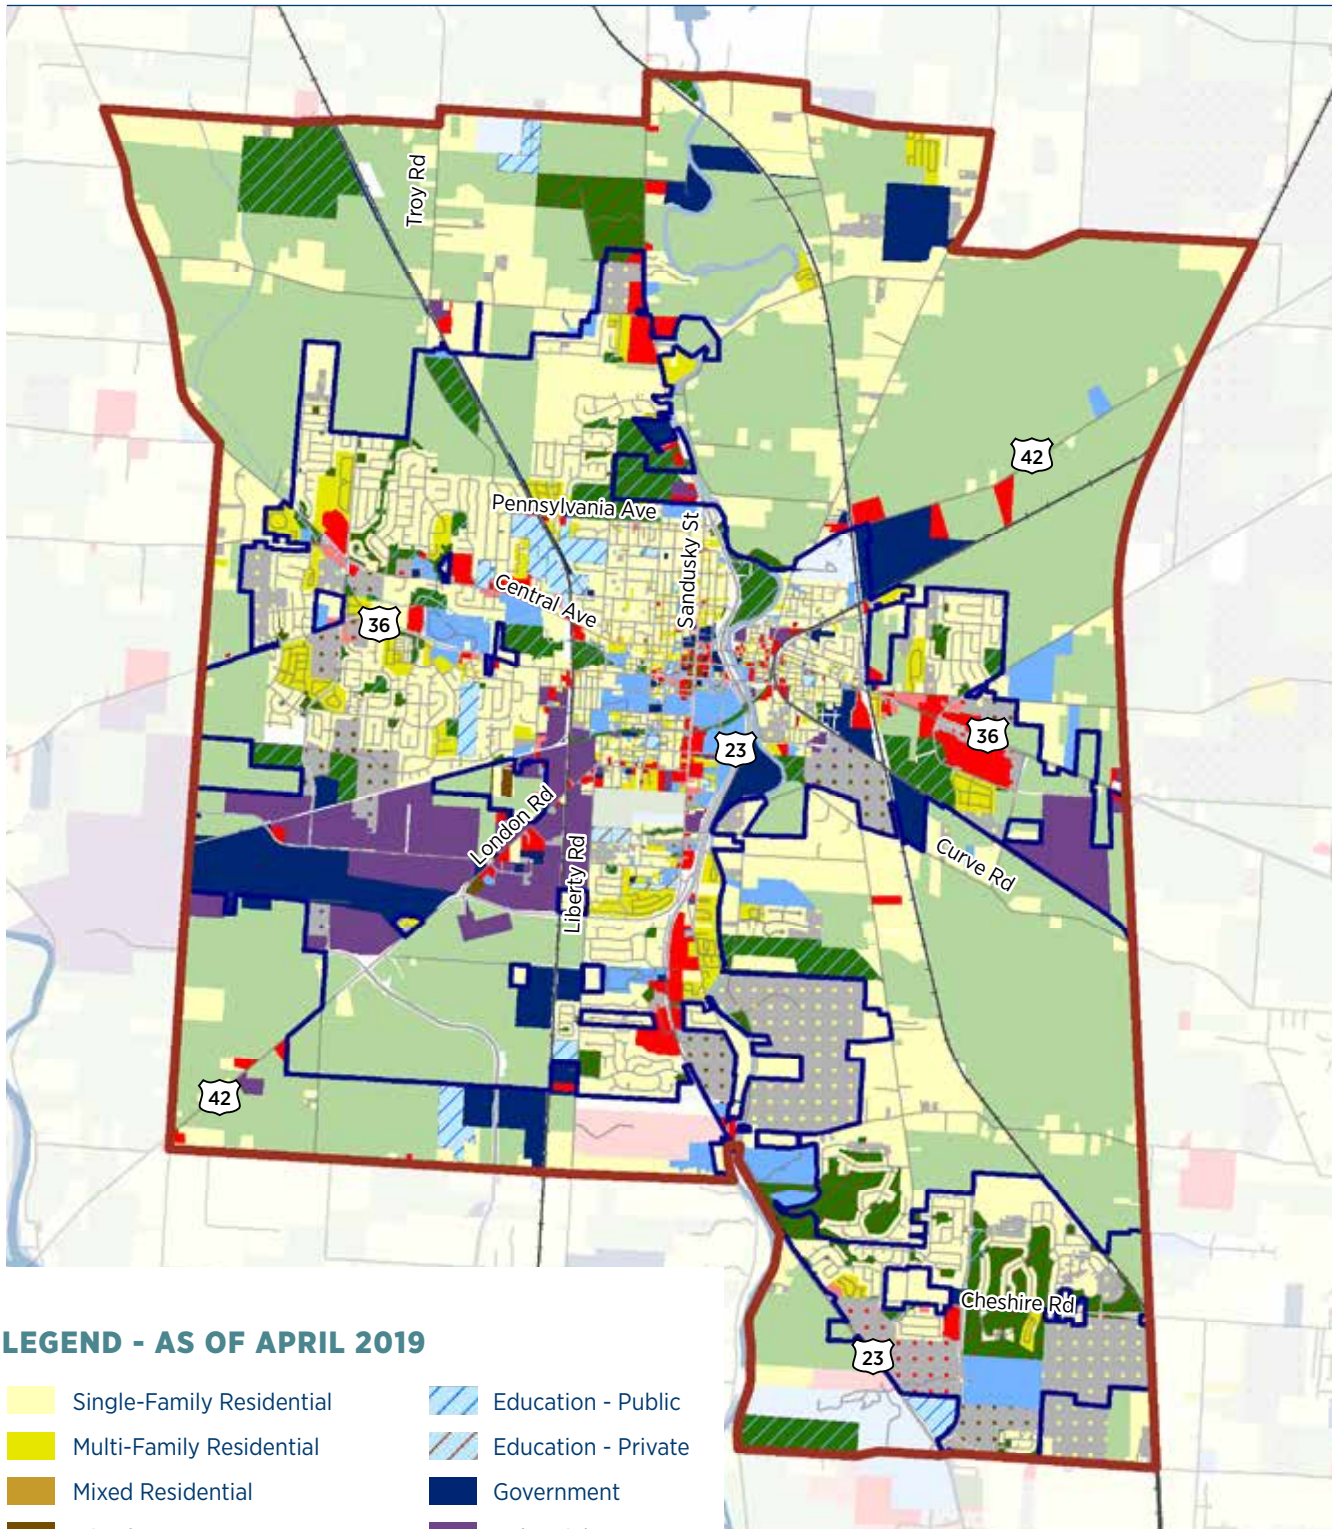 Troy Rd
42
Pennsylvania Ave
Sandusky St
Central Ave
36
36
23
London Rd
Curve Rd
Liberty Rd
42
Cheshire Rd
23
LEGEND - AS OF APRIL 2019
Single-Family Residential
Education - Public
Multi-Family Residential
Education - Private
Mixed Residential
Government